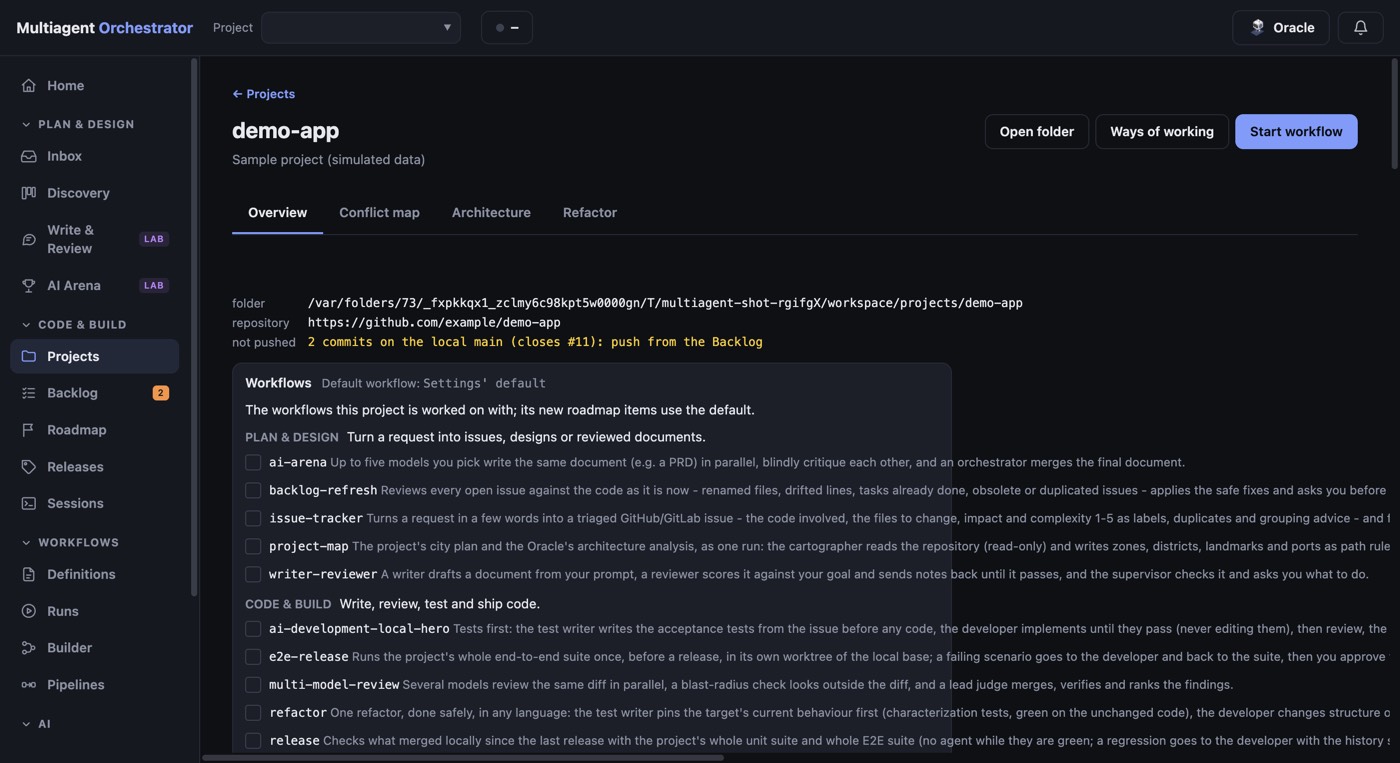 Multiagent Orchestrator
Project
–
Oracle
Home
PLAN & DESIGN
Inbox
Discovery
Write & Review LAB
AI Arena LAB
CODE & BUILD
Projects
Backlog 2
Roadmap
Releases
Sessions
WORKFLOWS
Definitions
Runs
Builder
Pipelines
AI
← Projects
demo-app
Sample project (simulated data)
Open folder
Ways of working
Start workflow
Overview
Conflict map
Architecture
Refactor
folder /var/folders/73/_fxpkkqx1_zclmy6c98kpt5w0000gn/T/multiagent-shot-rgifgX/workspace/projects/demo-app
repository https://github.com/example/demo-app
not pushed 2 commits on the local main (closes #11): push from the Backlog
Workflows Default workflow: Settings' default
The workflows this project is worked on with; its new roadmap items use the default.
PLAN & DESIGN Turn a request into issues, designs or reviewed documents.
ai-arena Up to five models you pick write the same document (e.g. a PRD) in parallel, blindly critique each other, and an orchestrator merges the final document.
backlog-refresh Reviews every open issue against the code as it is now - renamed files, drifted lines, tasks already done, obsolete or duplicated issues - applies the safe fixes and asks you before
issue-tracker Turns a request in a few words into a triaged GitHub/GitLab issue - the code involved, the files to change, impact and complexity 1-5 as labels, duplicates and grouping advice - and
project-map The project's city plan and the Oracle's architecture analysis, as one run: the cartographer reads the repository (read-only) and writes zones, districts, landmarks and ports as path rule
writer-reviewer A writer drafts a document from your prompt, a reviewer scores it against your goal and sends notes back until it passes, and the supervisor checks it and asks you what to do.
CODE & BUILD Write, review, test and ship code.
ai-development-local-hero Tests first: the test writer writes the acceptance tests from the issue before any code, the developer implements until they pass (never editing them), then review, the
e2e-release Runs the project's whole end-to-end suite once, before a release, in its own worktree of the local base; a failing scenario goes to the developer and back to the suite, then you approve
multi-model-review Several models review the same diff in parallel, a blast-radius check looks outside the diff, and a lead judge merges, verifies and ranks the findings.
refactor One refactor, done safely, in any language: the test writer pins the target's current behaviour first (characterization tests, green on the unchanged code), the developer changes structure
release Checks what merged locally since the last release with the project's whole unit suite and whole E2E suite (no agent while they are green; a regression goes to the developer with the history